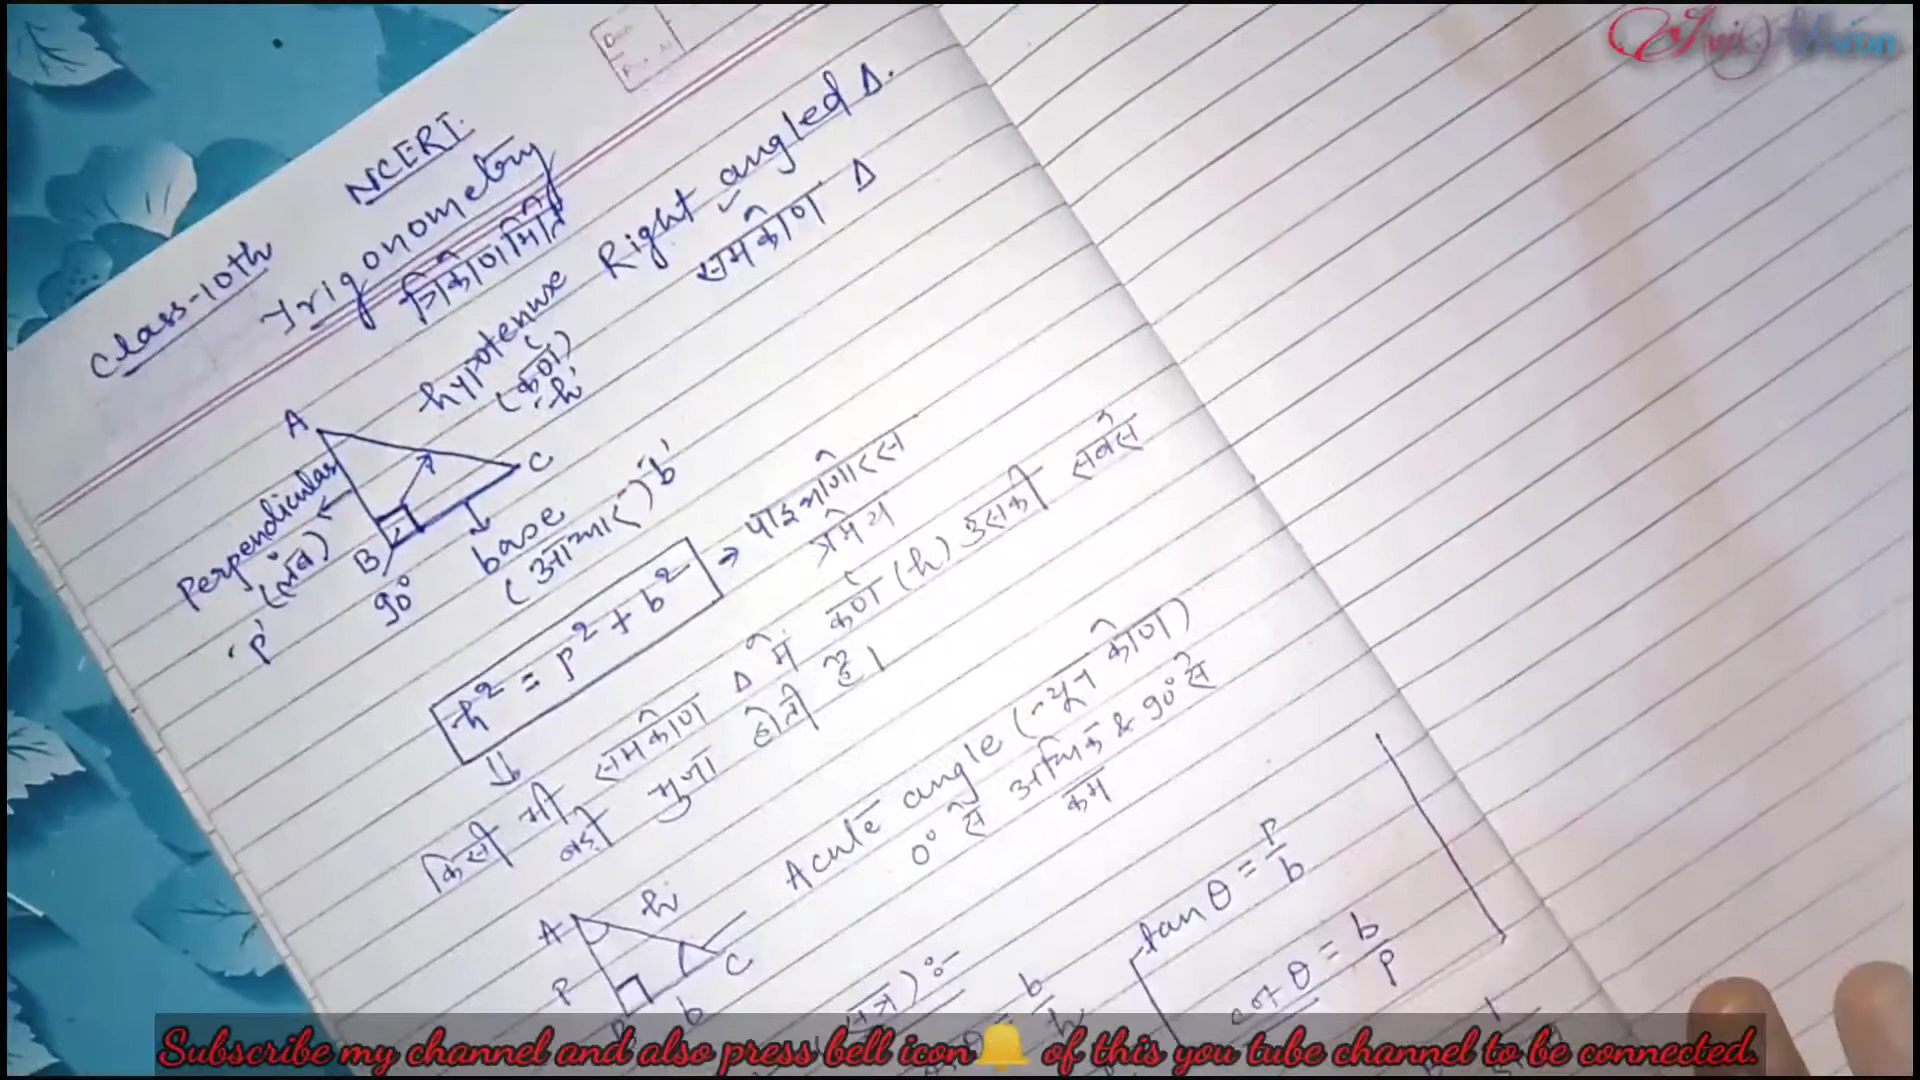 Class-10th NCERT.
Trigonometry
त्रिकोणमिति
Right angled Δ.
समकोण Δ
hypotenuse
(कर्ण)
'h'
A
C
B
90°
Perpendicular
(लंब)
'p'
base
(आधार) 'b'
h² = p² + b² → पाइथागोरस
प्रमेय
किसी भी समकोण Δ में कर्ण (h) उसकी सबसे
बड़ी भुजा होती है।
Acute angle (न्यून कोण)
0° से अधिक & 90° से
कम
A
h
P
C
b
tan θ = P/b
cot θ = b/P
Subscribe my channel and also press bell icon🔔 of this you tube channel to be connected.